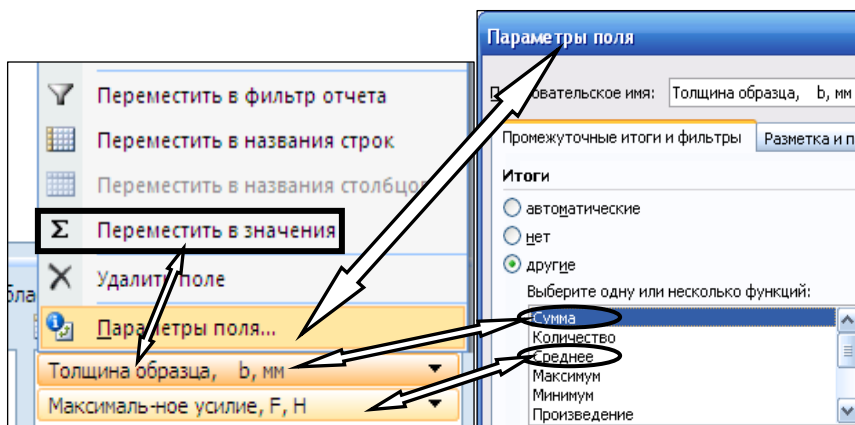 Переместить в фильтр отчета
Переместить в названия строк
Переместить в названия столбцо
Σ Переместить в значения
Удалить поле
Параметры поля...
Толщина образца, b, мм
Максималь-ное усилие, F, Н
Параметры поля
овательское имя: Толщина образца, b, мм
Промежуточные итоги и фильтры Разметка и п
Итоги
автоматические
нет
другие
Выберите одну или несколько функций:
Сумма
Количество
Среднее
Максимум
Минимум
Произведение